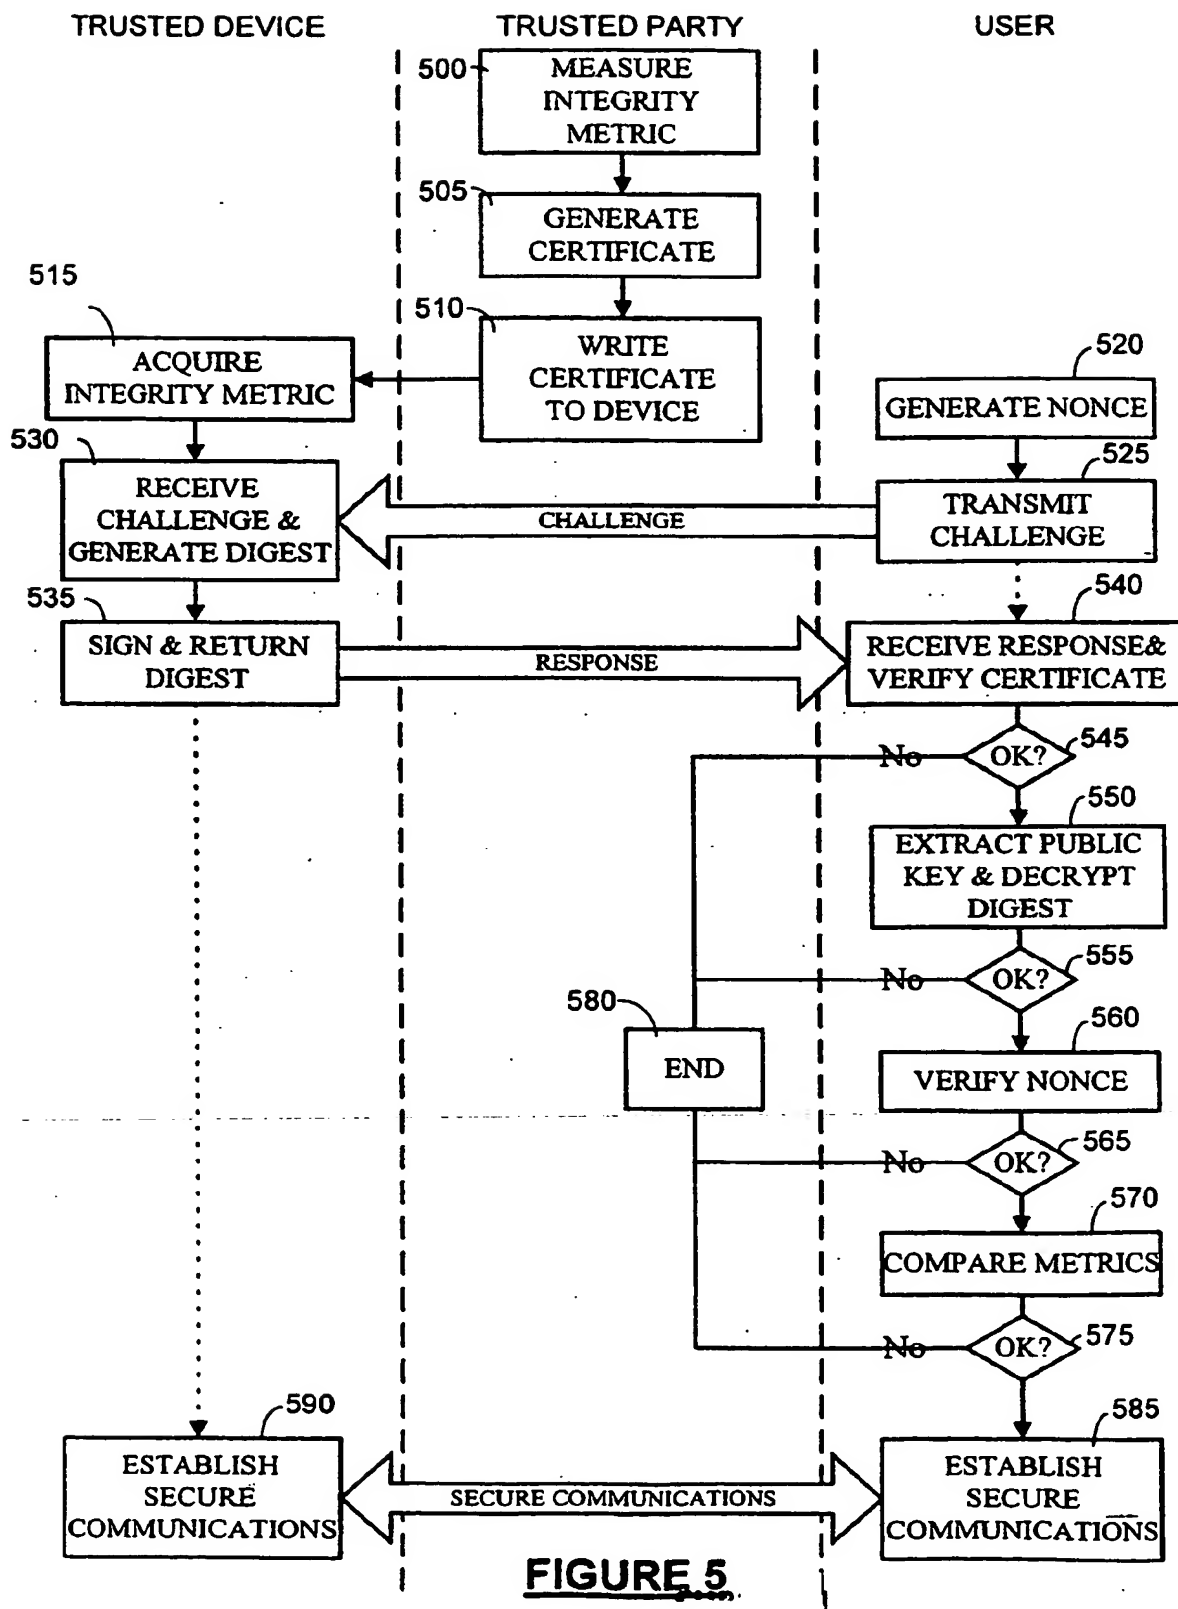 TRUSTED DEVICE
TRUSTED PARTY
USER
500
MEASURE
INTEGRITY
METRIC
505
GENERATE
CERTIFICATE
510
WRITE
CERTIFICATE
TO DEVICE
515
ACQUIRE
INTEGRITY METRIC
520
GENERATE NONCE
530
RECEIVE
CHALLENGE &
GENERATE DIGEST
CHALLENGE
525
TRANSMIT
CHALLENGE
535
SIGN & RETURN
DIGEST
RESPONSE
540
RECEIVE RESPONSE&
VERIFY CERTIFICATE
No
OK?
545
550
EXTRACT PUBLIC
KEY & DECRYPT
DIGEST
No
OK?
555
580
END
560
VERIFY NONCE
No
OK?
565
570
COMPARE METRICS
No
OK?
575
590
ESTABLISH
SECURE
COMMUNICATIONS
SECURE COMMUNICATIONS
585
ESTABLISH
SECURE
COMMUNICATIONS
FIGURE 5